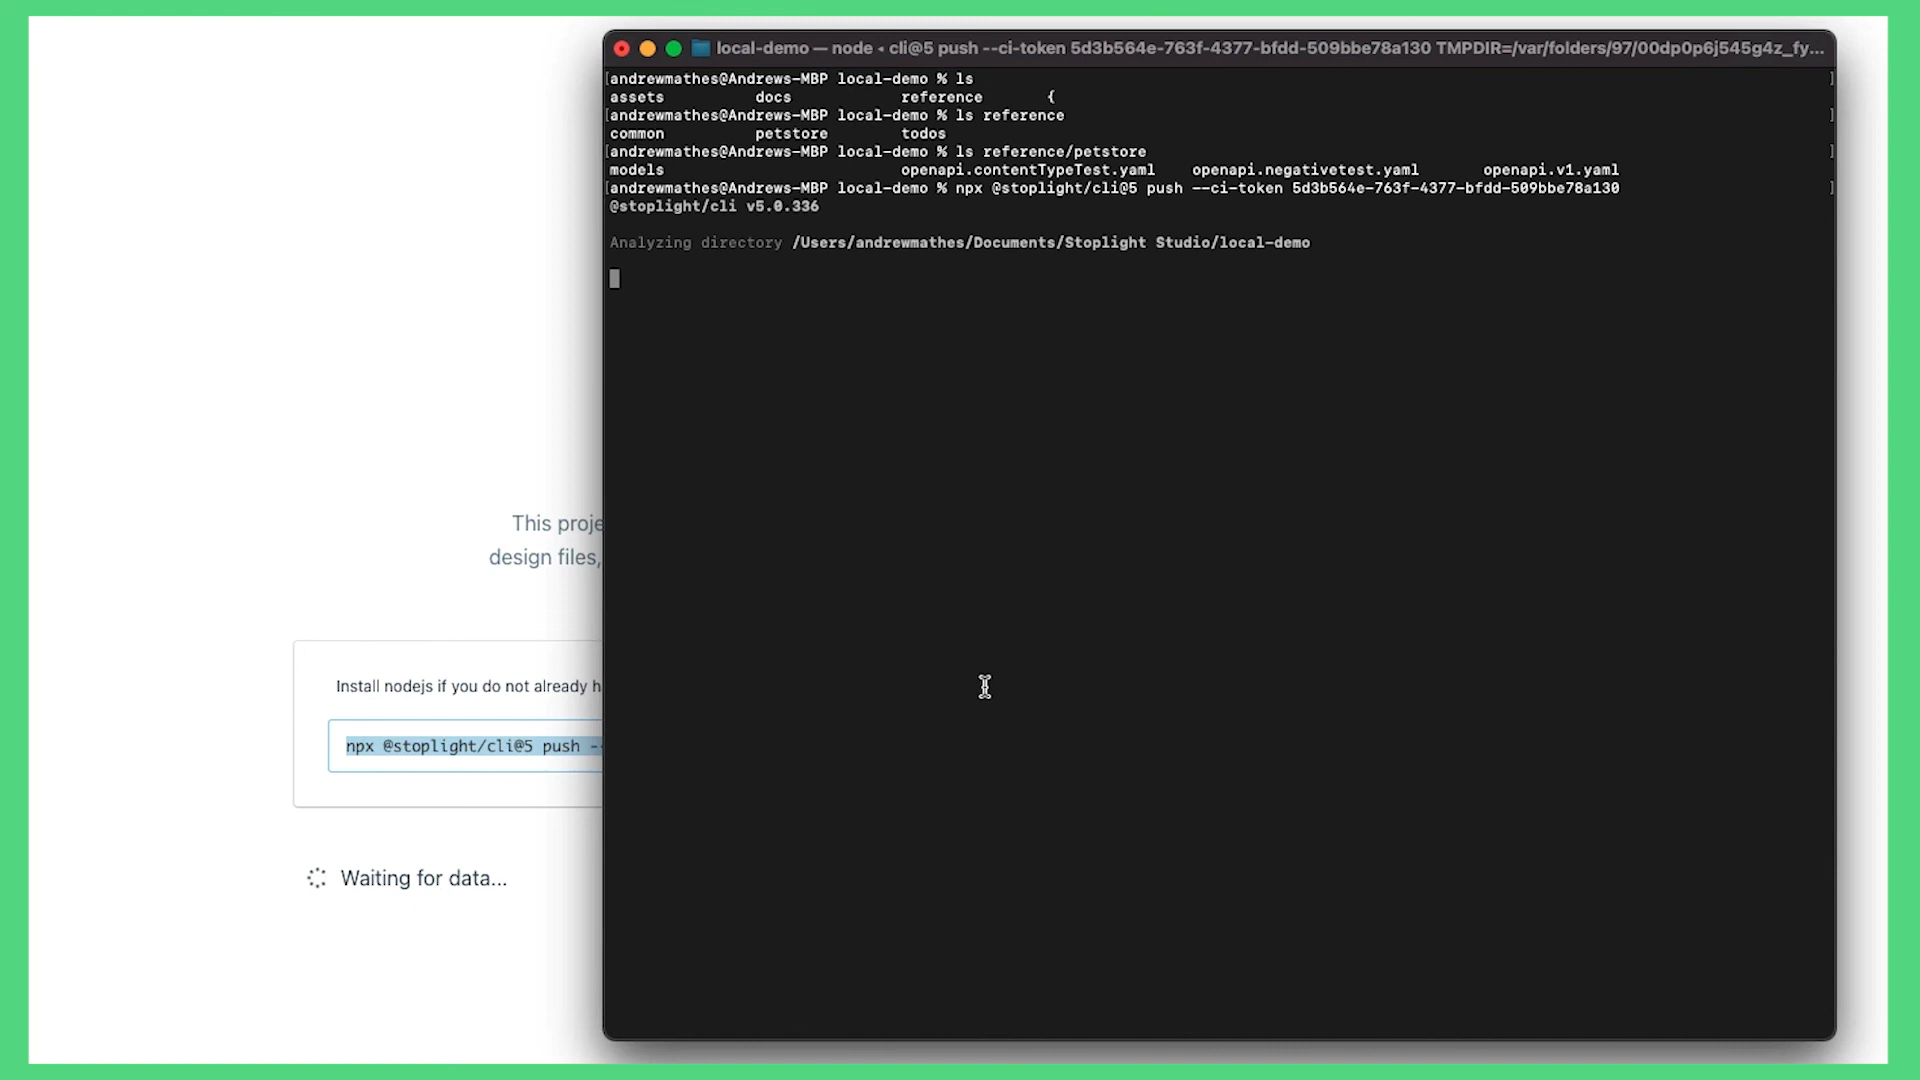 local-demo — node ◂ cli@5 push --ci-token 5d3b564e-763f-4377-bfdd-509bbe78a130 TMPDIR=/var/folders/97/00dp0p6j545g4z_fy...
[andrewmathes@Andrews-MBP local-demo % ls ]
assets docs reference {
[andrewmathes@Andrews-MBP local-demo % ls reference ]
common petstore todos
[andrewmathes@Andrews-MBP local-demo % ls reference/petstore ]
models openapi.contentTypeTest.yaml openapi.negativetest.yaml openapi.v1.yaml
[andrewmathes@Andrews-MBP local-demo % npx @stoplight/cli@5 push --ci-token 5d3b564e-763f-4377-bfdd-509bbe78a130 ]
@stoplight/cli v5.0.336
Analyzing directory /Users/andrewmathes/Documents/Stoplight Studio/local-demo
This proje
design files,
Install nodejs if you do not already h
npx @stoplight/cli@5 push --
Waiting for data...